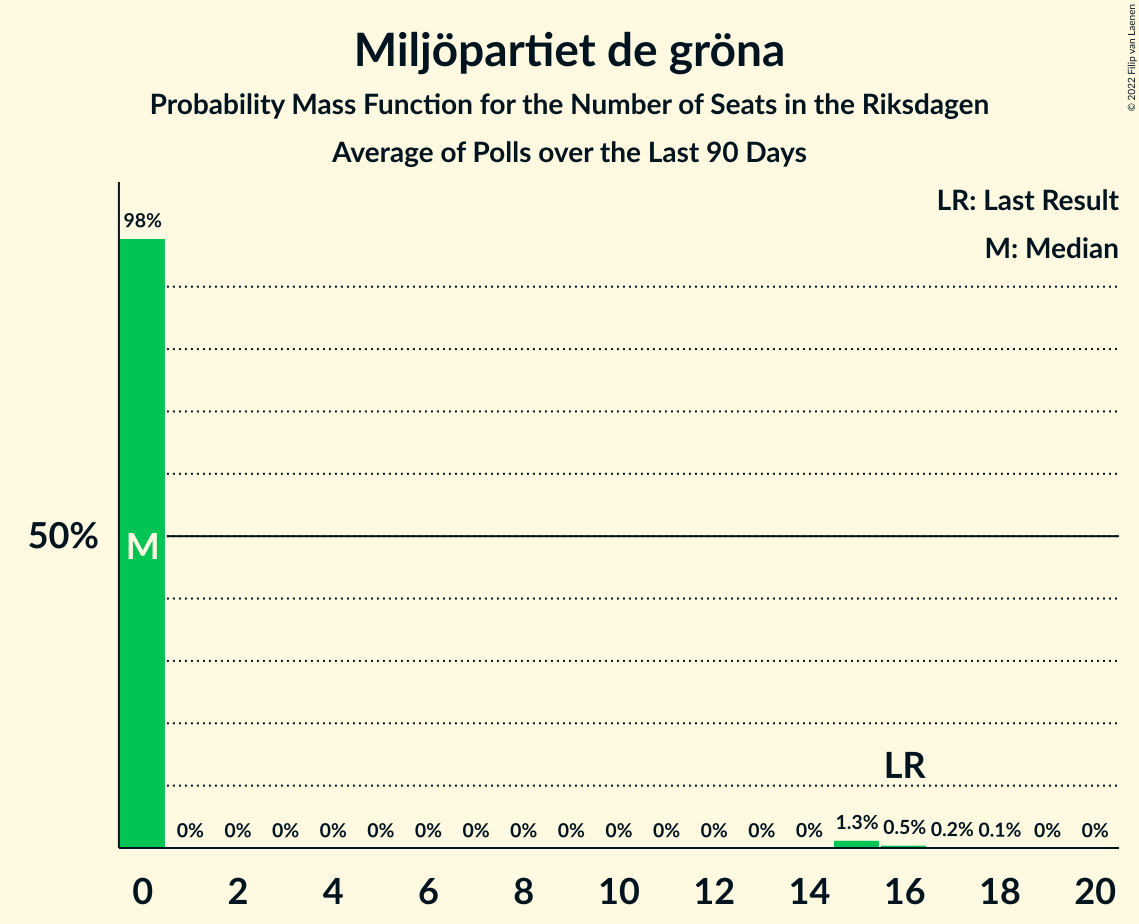 Miljöpartiet de gröna
Probability Mass Function for the Number of Seats in the Riksdagen
Average of Polls over the Last 90 Days
© 2022 Filip van Laenen
LR: Last Result
M: Median
98%
50%
M
LR
0% 0% 0% 0% 0% 0% 0% 0% 0% 0% 0% 0% 0% 0% 1.3% 0.5% 0.2% 0.1% 0% 0%
0 2 4 6 8 10 12 14 16 18 20